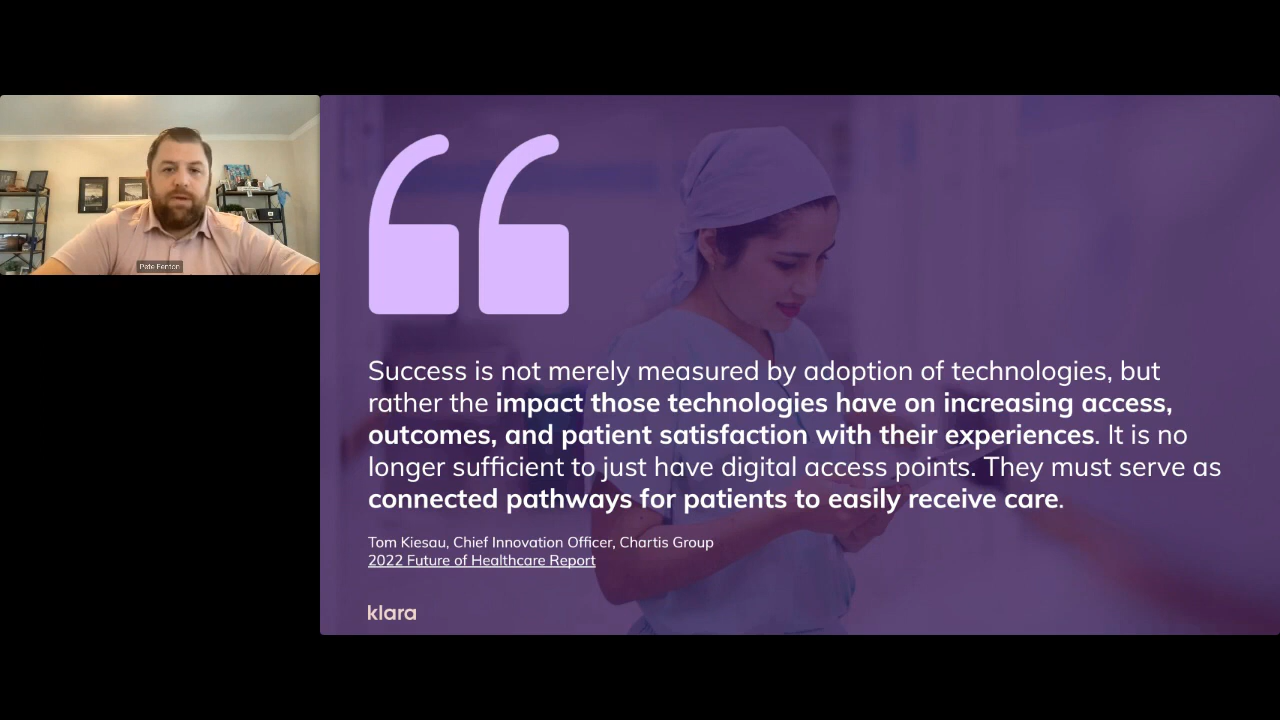 Pete Fenton
Success is not merely measured by adoption of technologies, but
rather the impact those technologies have on increasing access,
outcomes, and patient satisfaction with their experiences. It is no
longer sufficient to just have digital access points. They must serve as
connected pathways for patients to easily receive care.
Tom Kiesau, Chief Innovation Officer, Chartis Group
2022 Future of Healthcare Report
klara